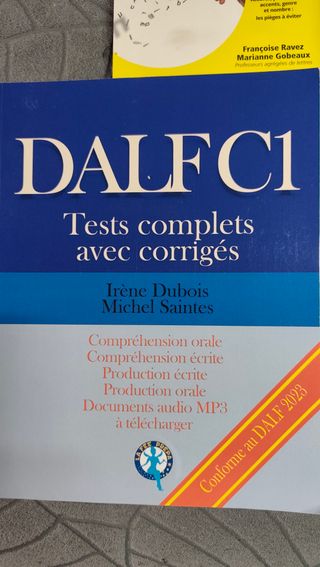 accents, genre
et nombre :
les pièges à éviter
Françoise Ravez
Marianne Gobeaux
Professeurs agrégées de lettres
DALF C1
Tests complets
avec corrigés
Irène Dubois
Michel Saintes
Compréhension orale
Compréhension écrite
Production écrite
Production orale
Documents audio MP3
à télécharger
Conforme au DALF 2023